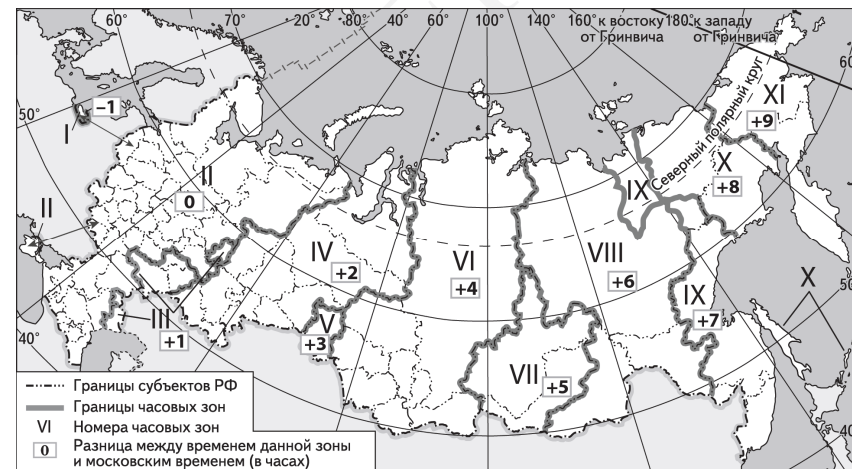 60° 70° 20° 80° 40° 60° 100° 140° 160° к востоку 180° к западу
от Гринвича от Гринвича
60
Северный полярный круг
50°
–1
I
XI
+9
II
0
X
+8
II
IX
IV
+2
VI
+4
VIII
+6
X
50
IX
+7
III
+1
V
+3
VII
+5
40°
40
Границы субъектов РФ
Границы часовых зон
VI Номера часовых зон
0 Разница между временем данной зоны
и московским временем (в часах)